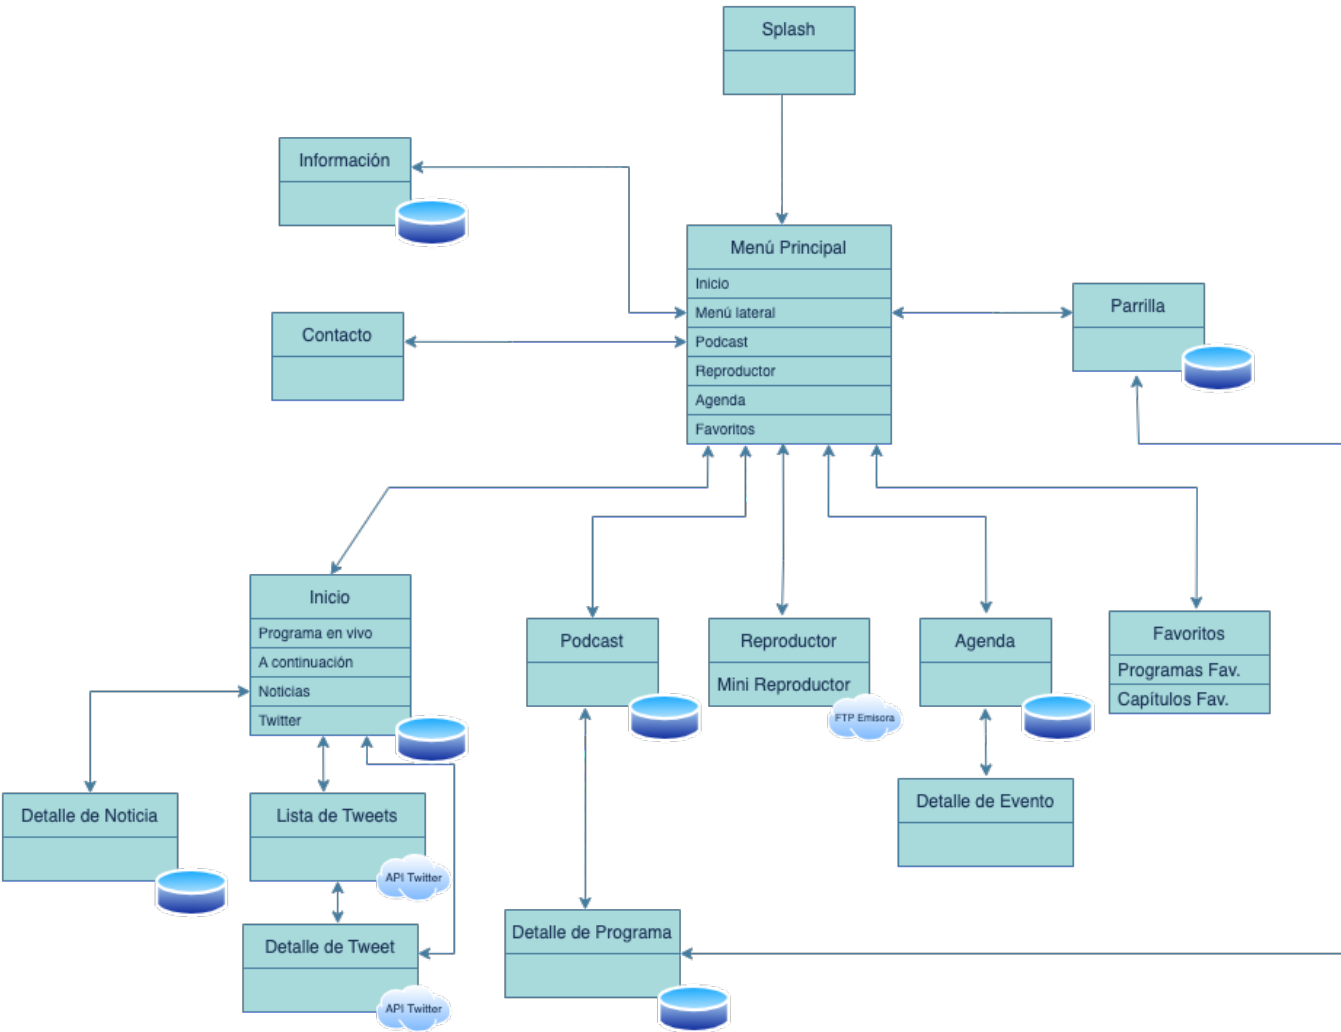 Splash
Información
Menú Principal
Inicio
Menú lateral
Podcast
Reproductor
Agenda
Favoritos
Contacto
Parrilla
Inicio
Programa en vivo
A continuación
Noticias
Twitter
Podcast
Reproductor
Mini Reproductor
FTP Emisora
Agenda
Favoritos
Programas Fav.
Capítulos Fav.
Detalle de Noticia
Lista de Tweets
API Twitter
Detalle de Evento
Detalle de Tweet
API Twitter
Detalle de Programa